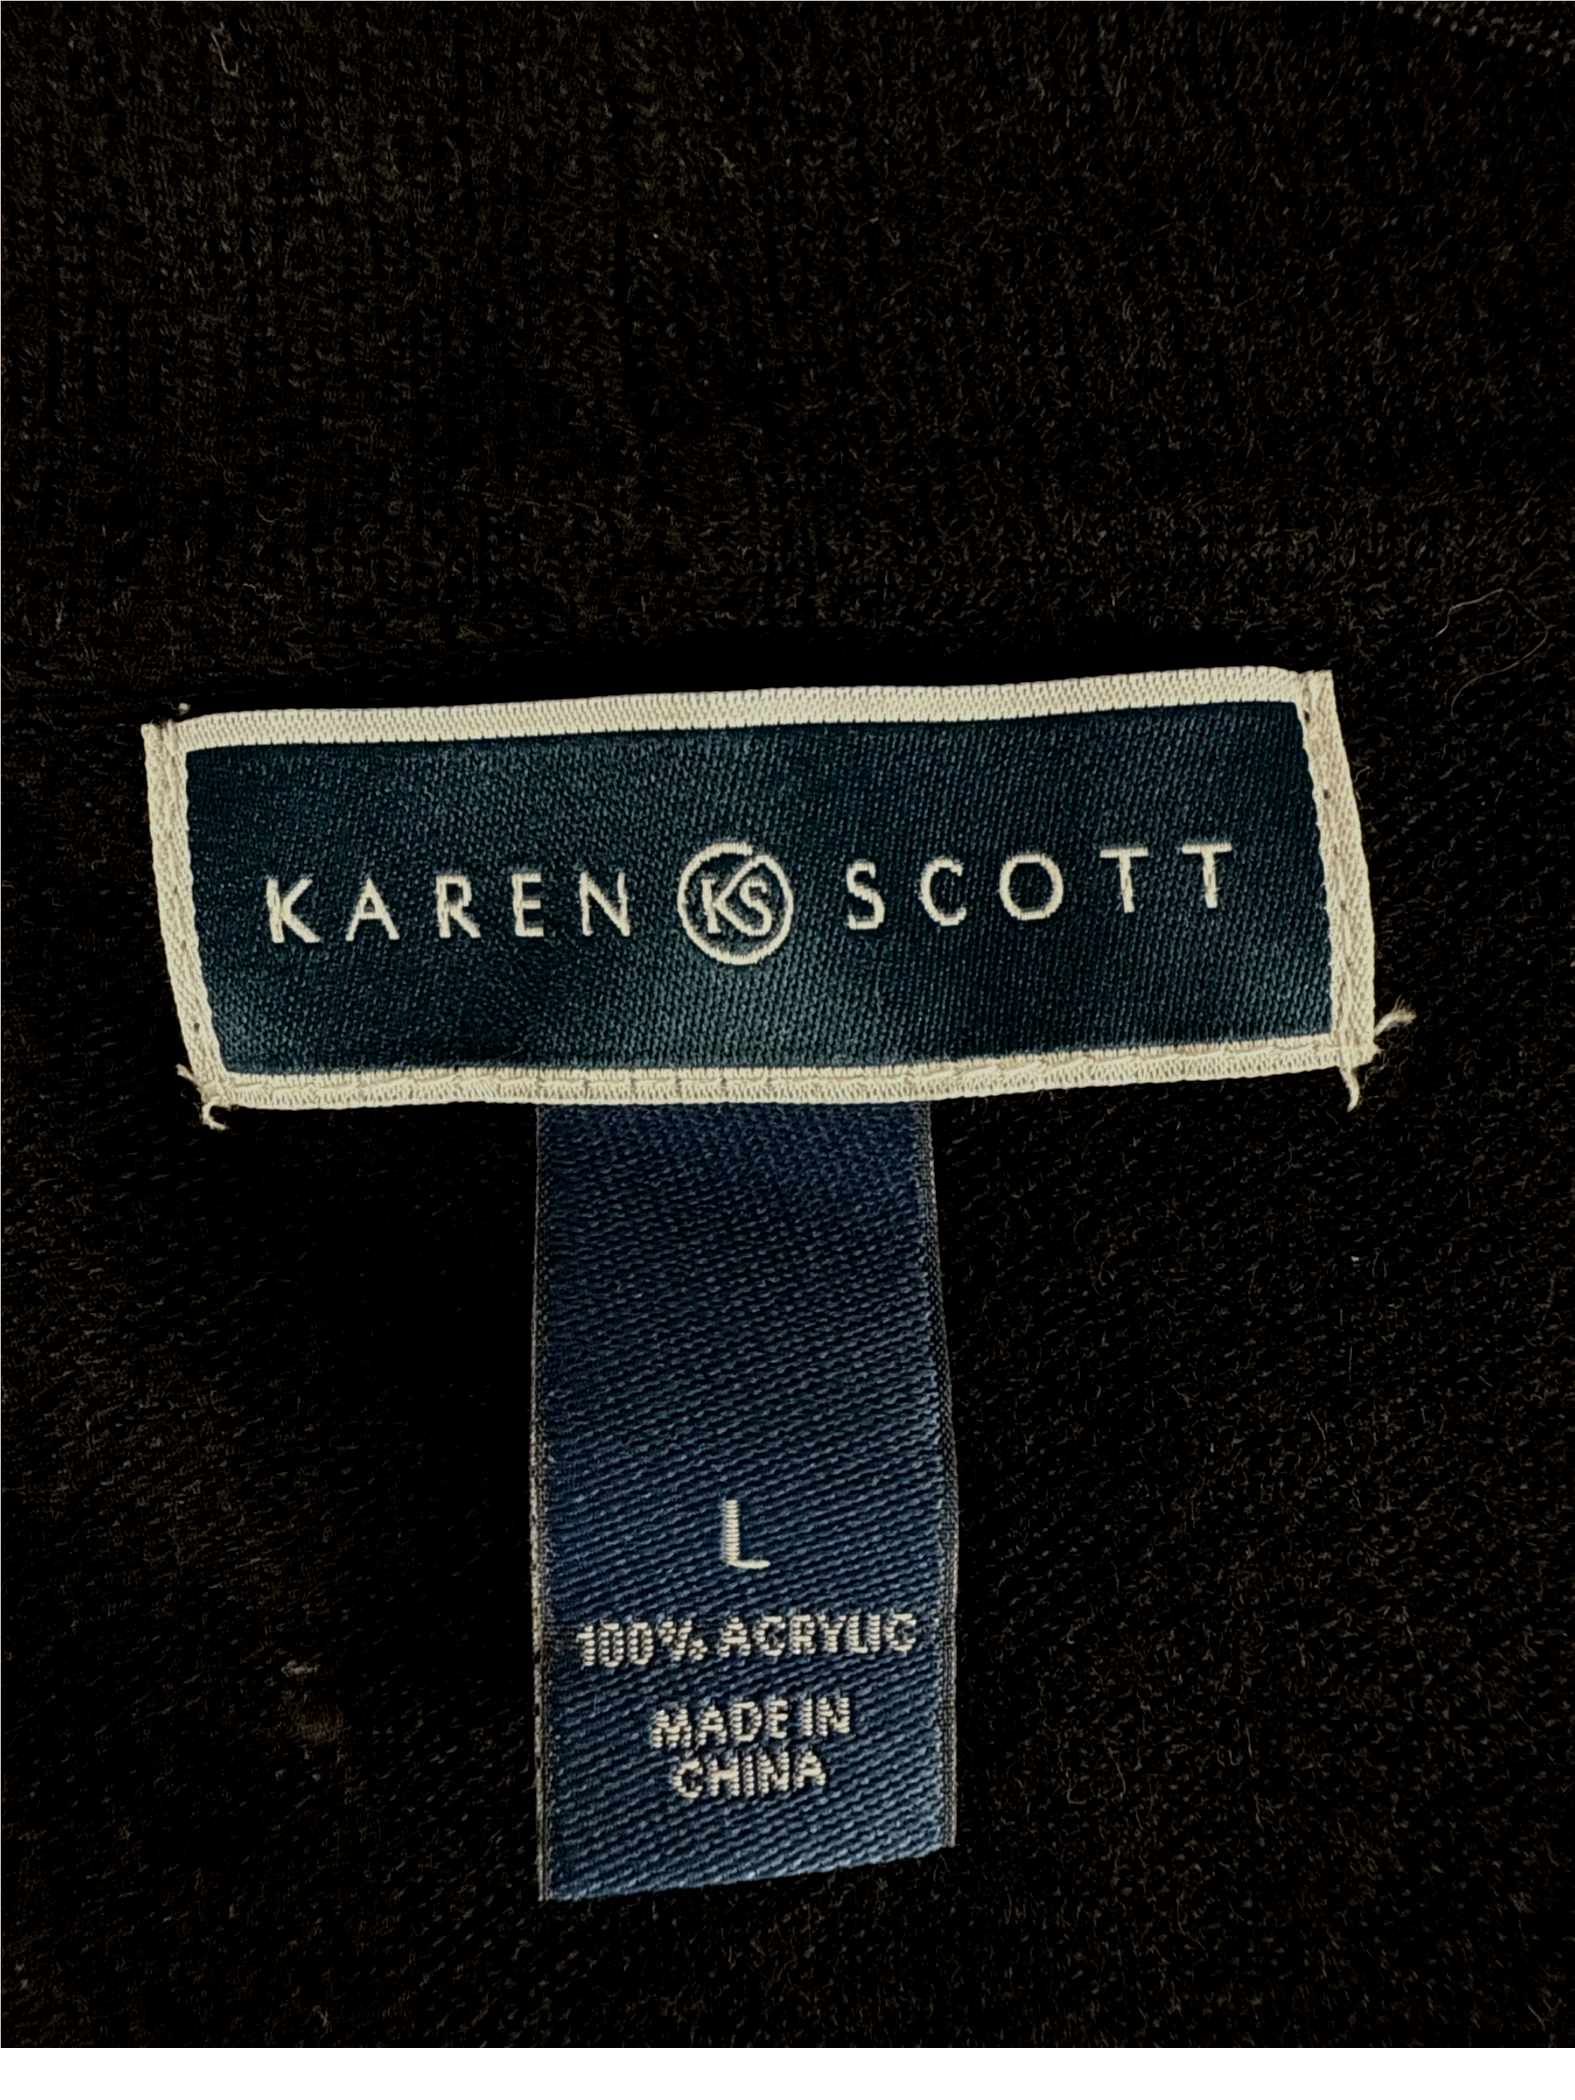 KAREN KS SCOTT
L
100% ACRYLIC
MADE IN
CHINA